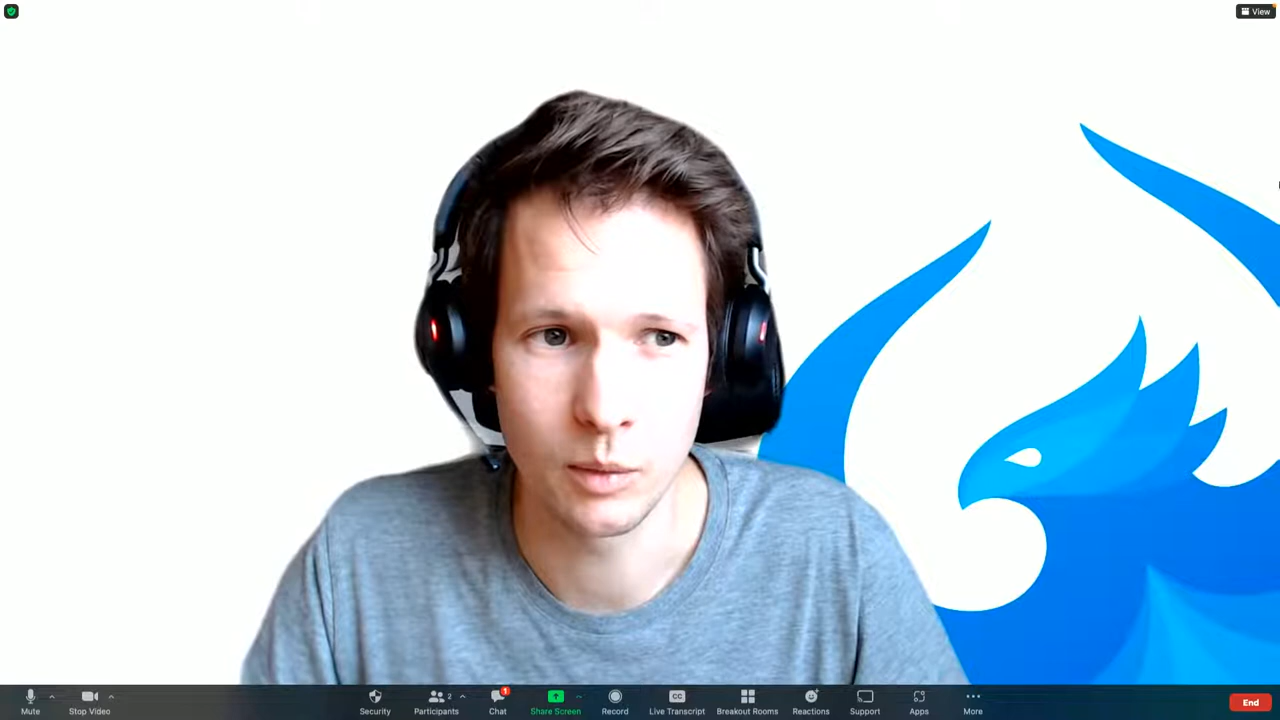 View
Mute
Stop Video
Security
2
Participants
1
Chat
Share Screen
Record
CC
Live Transcript
Breakout Rooms
Reactions
Support
Apps
More
End